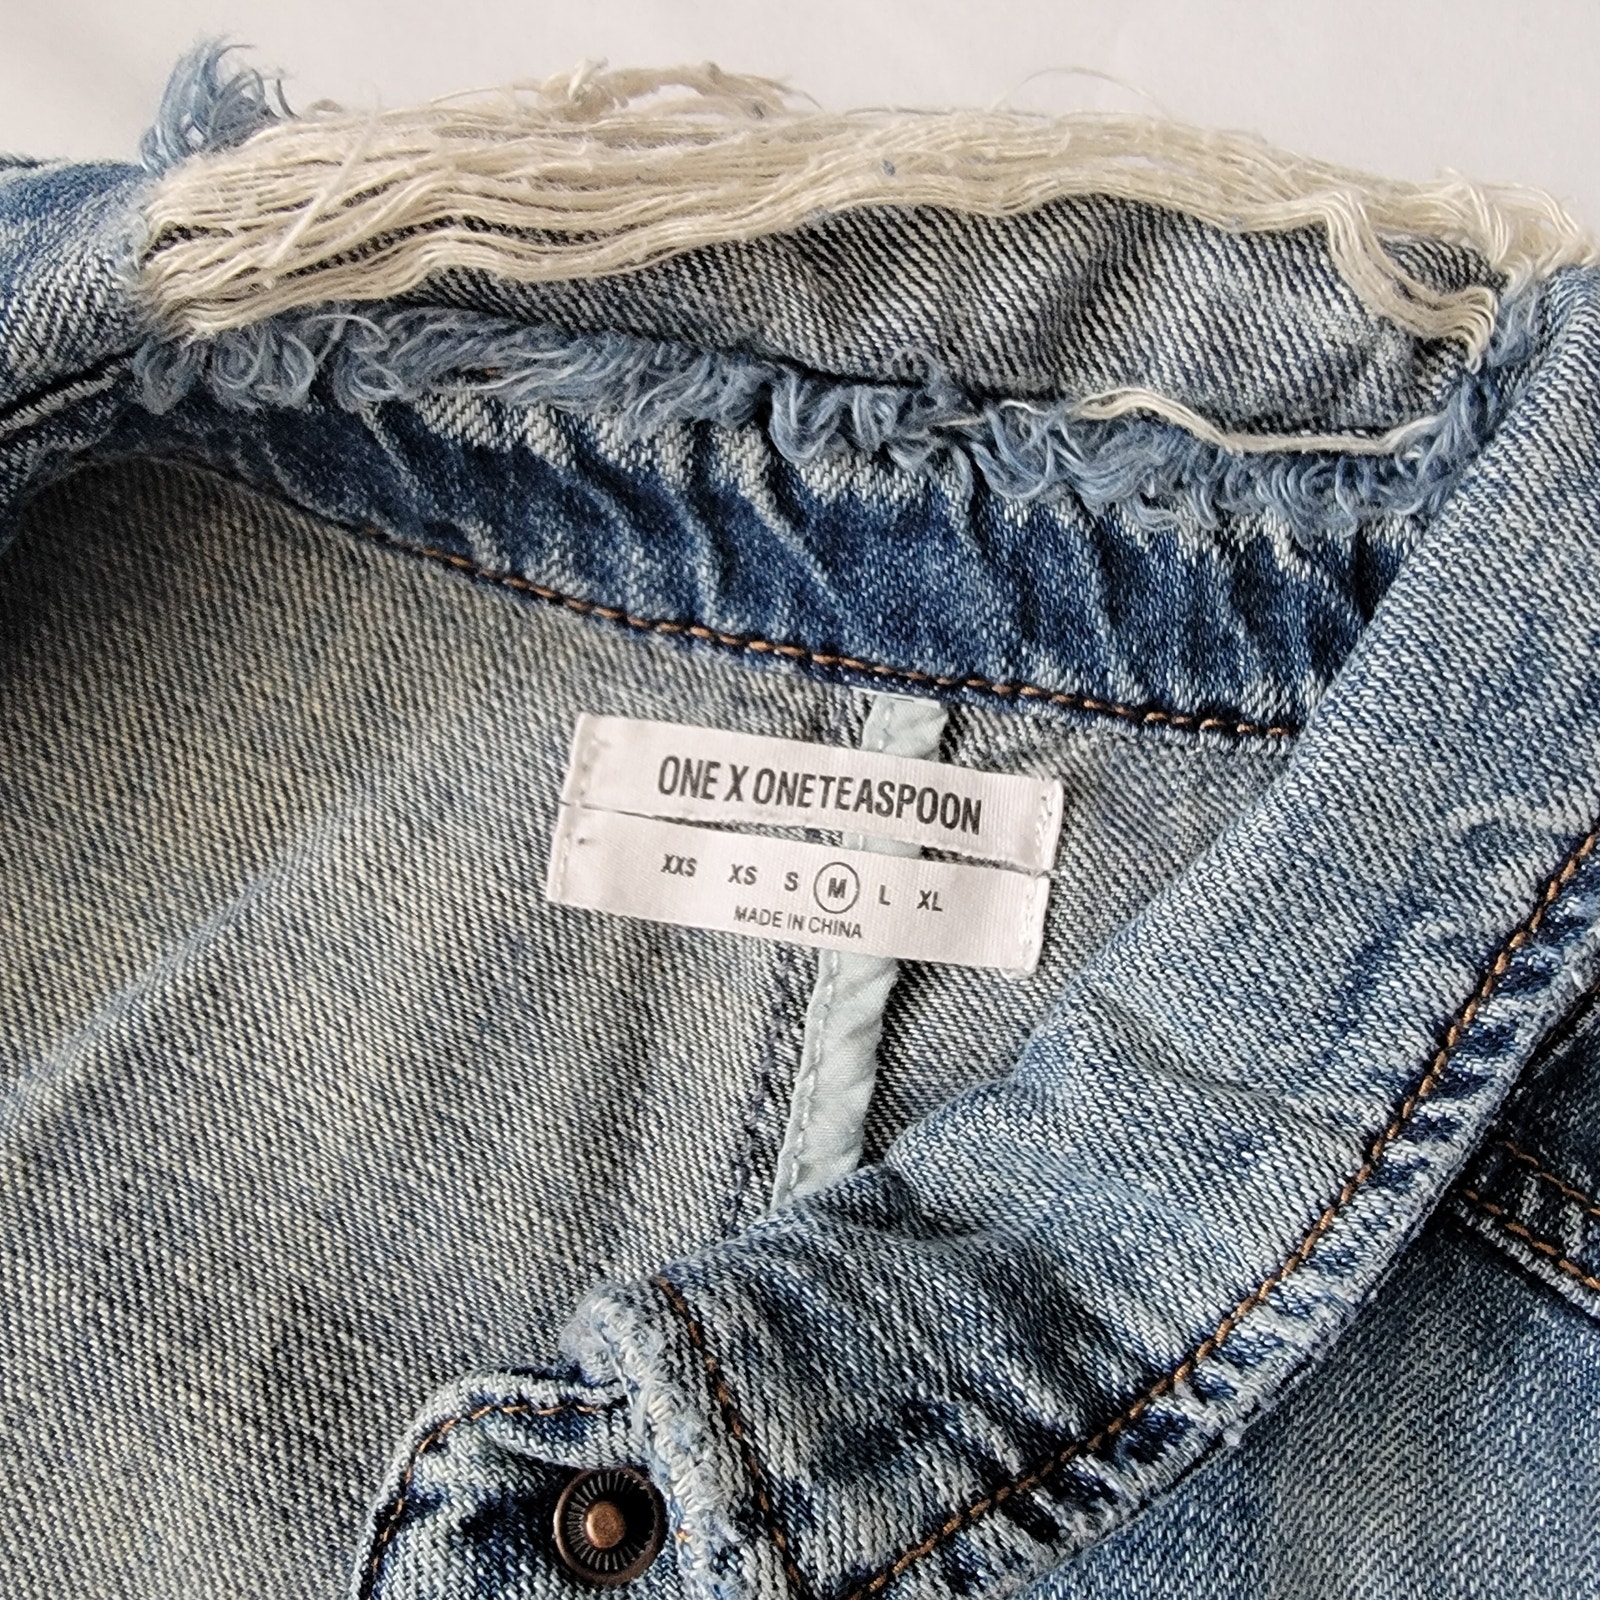 ONE X ONETEASPOON
XXS XS S M L XL
MADE IN CHINA